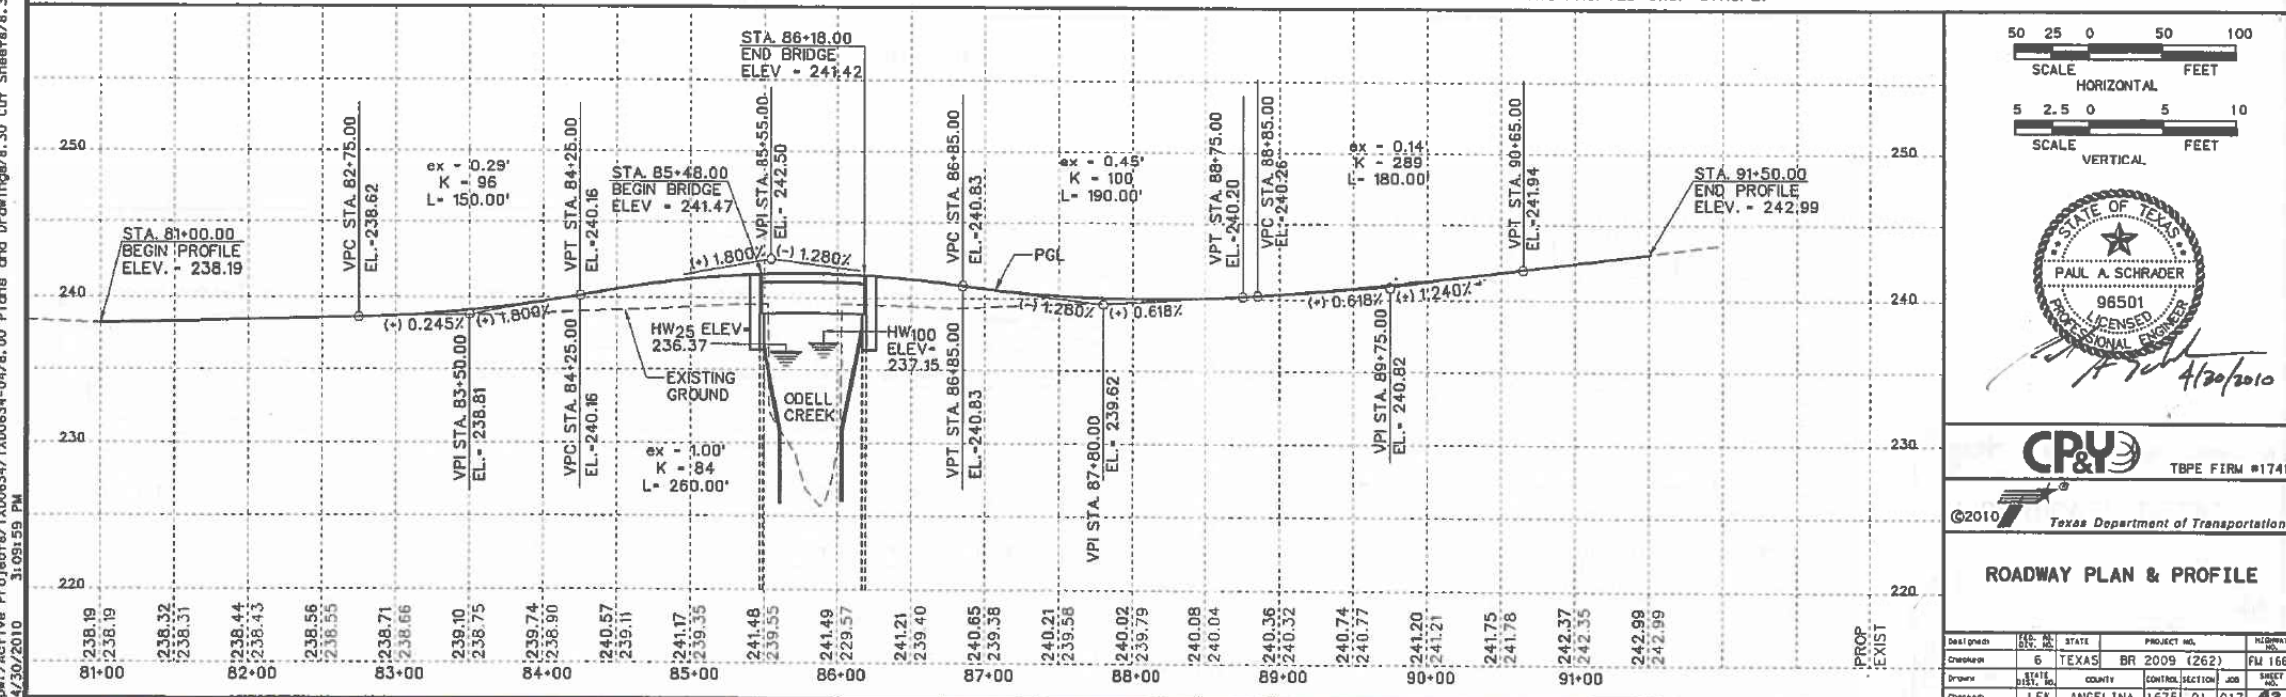 STA. 86+18.00
END BRIDGE
ELEV = 241.42
250
VPC STA. 82+75.00
EL.=238.62
ex = 0.29'
K = 96
L= 150.00'
VPT STA. 84+25.00
EL.=240.16
STA. 85+48.00
BEGIN BRIDGE
ELEV = 241.47
VPI STA. 85+55.00
EL.= 242.50
VPC STA. 86+85.00
EL.=240.83
ex = 0.45'
K = 100
L= 190.00'
VPT STA. 88+75.00
EL.=240.20
VPC STA. 88+85.00
EL.=240.26
ex = 0.14'
K = 289
L= 180.00'
VPT STA. 90+65.00
EL.=241.94
STA. 91+50.00
END PROFILE
ELEV. = 242.99
250
STA. 81+00.00
BEGIN PROFILE
ELEV. = 238.19
(+) 1.800%
(-) 1.280%
PGL
240
(+) 0.245%
(+) 1.800%
(-) 1.280%
(+) 0.618%
(+) 0.618%
(+) 1.240%
240
HW25 ELEV=
236.37
HW100
ELEV=
237.15
EXISTING
GROUND
ODELL
CREEK
VPI STA. 83+50.00
EL.= 238.81
VPC STA. 84+25.00
EL.=240.16
ex = 1.00'
K = 84
L= 260.00'
VPT STA. 86+85.00
EL.=240.83
VPI STA. 87+80.00
EL.= 239.62
VPI STA. 89+75.00
EL.= 240.82
230
230
220
220
238.19
238.19
238.32
238.31
238.44
238.43
238.56
238.55
238.71
238.66
239.10
238.75
239.74
238.90
240.57
239.11
241.17
239.35
241.48
239.55
241.49
229.57
241.21
239.40
240.65
239.38
240.21
239.58
240.02
239.79
240.08
240.04
240.36
240.32
240.74
240.77
241.20
241.21
241.75
241.78
242.37
242.35
242.99
242.99
PROP
EXIST
81+00
82+00
83+00
84+00
85+00
86+00
87+00
88+00
89+00
90+00
91+00
50 25 0 50 100
SCALE FEET
HORIZONTAL
5 2.5 0 5 10
SCALE FEET
VERTICAL
STATE OF TEXAS
PAUL A. SCHRADER
96501
LICENSED
PROFESSIONAL ENGINEER
4/30/2010
CP&Y
TBPE FIRM #1741
©2010
®
Texas Department of Transportation
ROADWAY PLAN & PROFILE
STATE
PROJECT NO.
HIGHWAY NO.
6
TEXAS
BR 2009 (262)
COUNTY
CONTROL
SECTION
JOB
SHEET NO.
ANGELINA
4/30/2010 3:09:59 PM